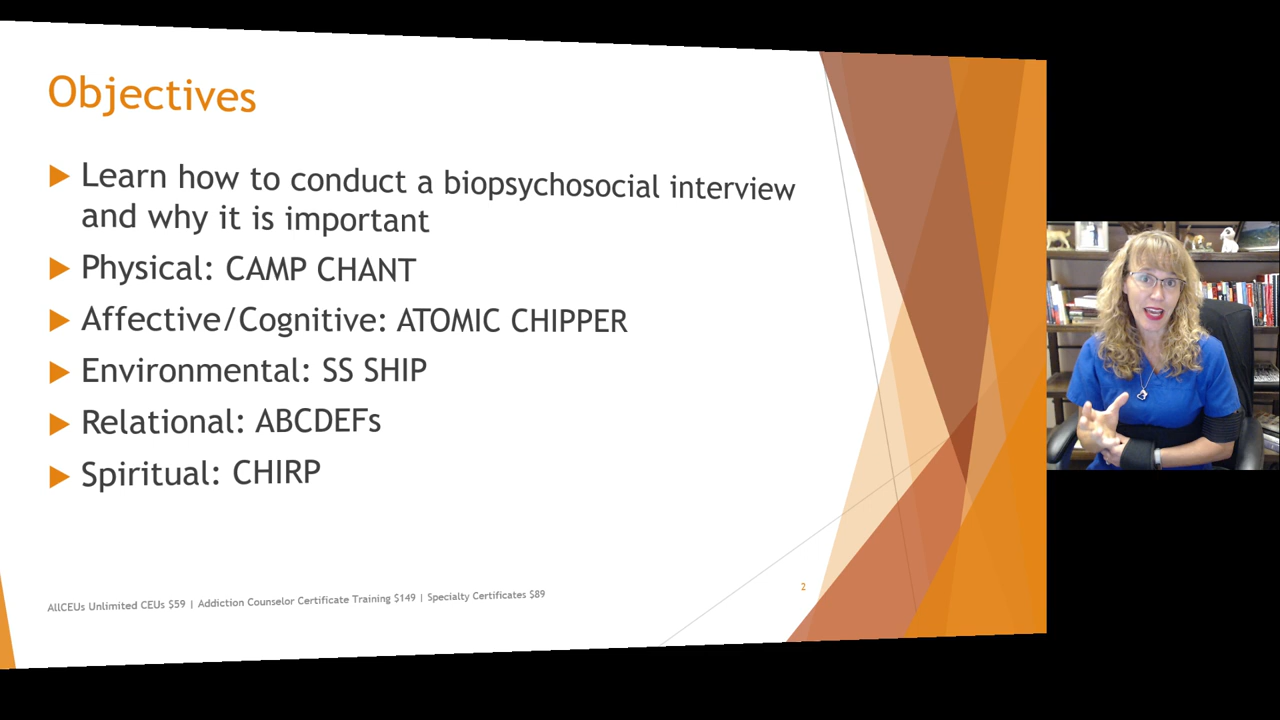 Objectives
Learn how to conduct a biopsychosocial interview
and why it is important
Physical: CAMP CHANT
Affective/Cognitive: ATOMIC CHIPPER
Environmental: SS SHIP
Relational: ABCDEFs
Spiritual: CHIRP
AllCEUs Unlimited CEUs $59 | Addiction Counselor Certificate Training $149 | Specialty Certificates $89
2